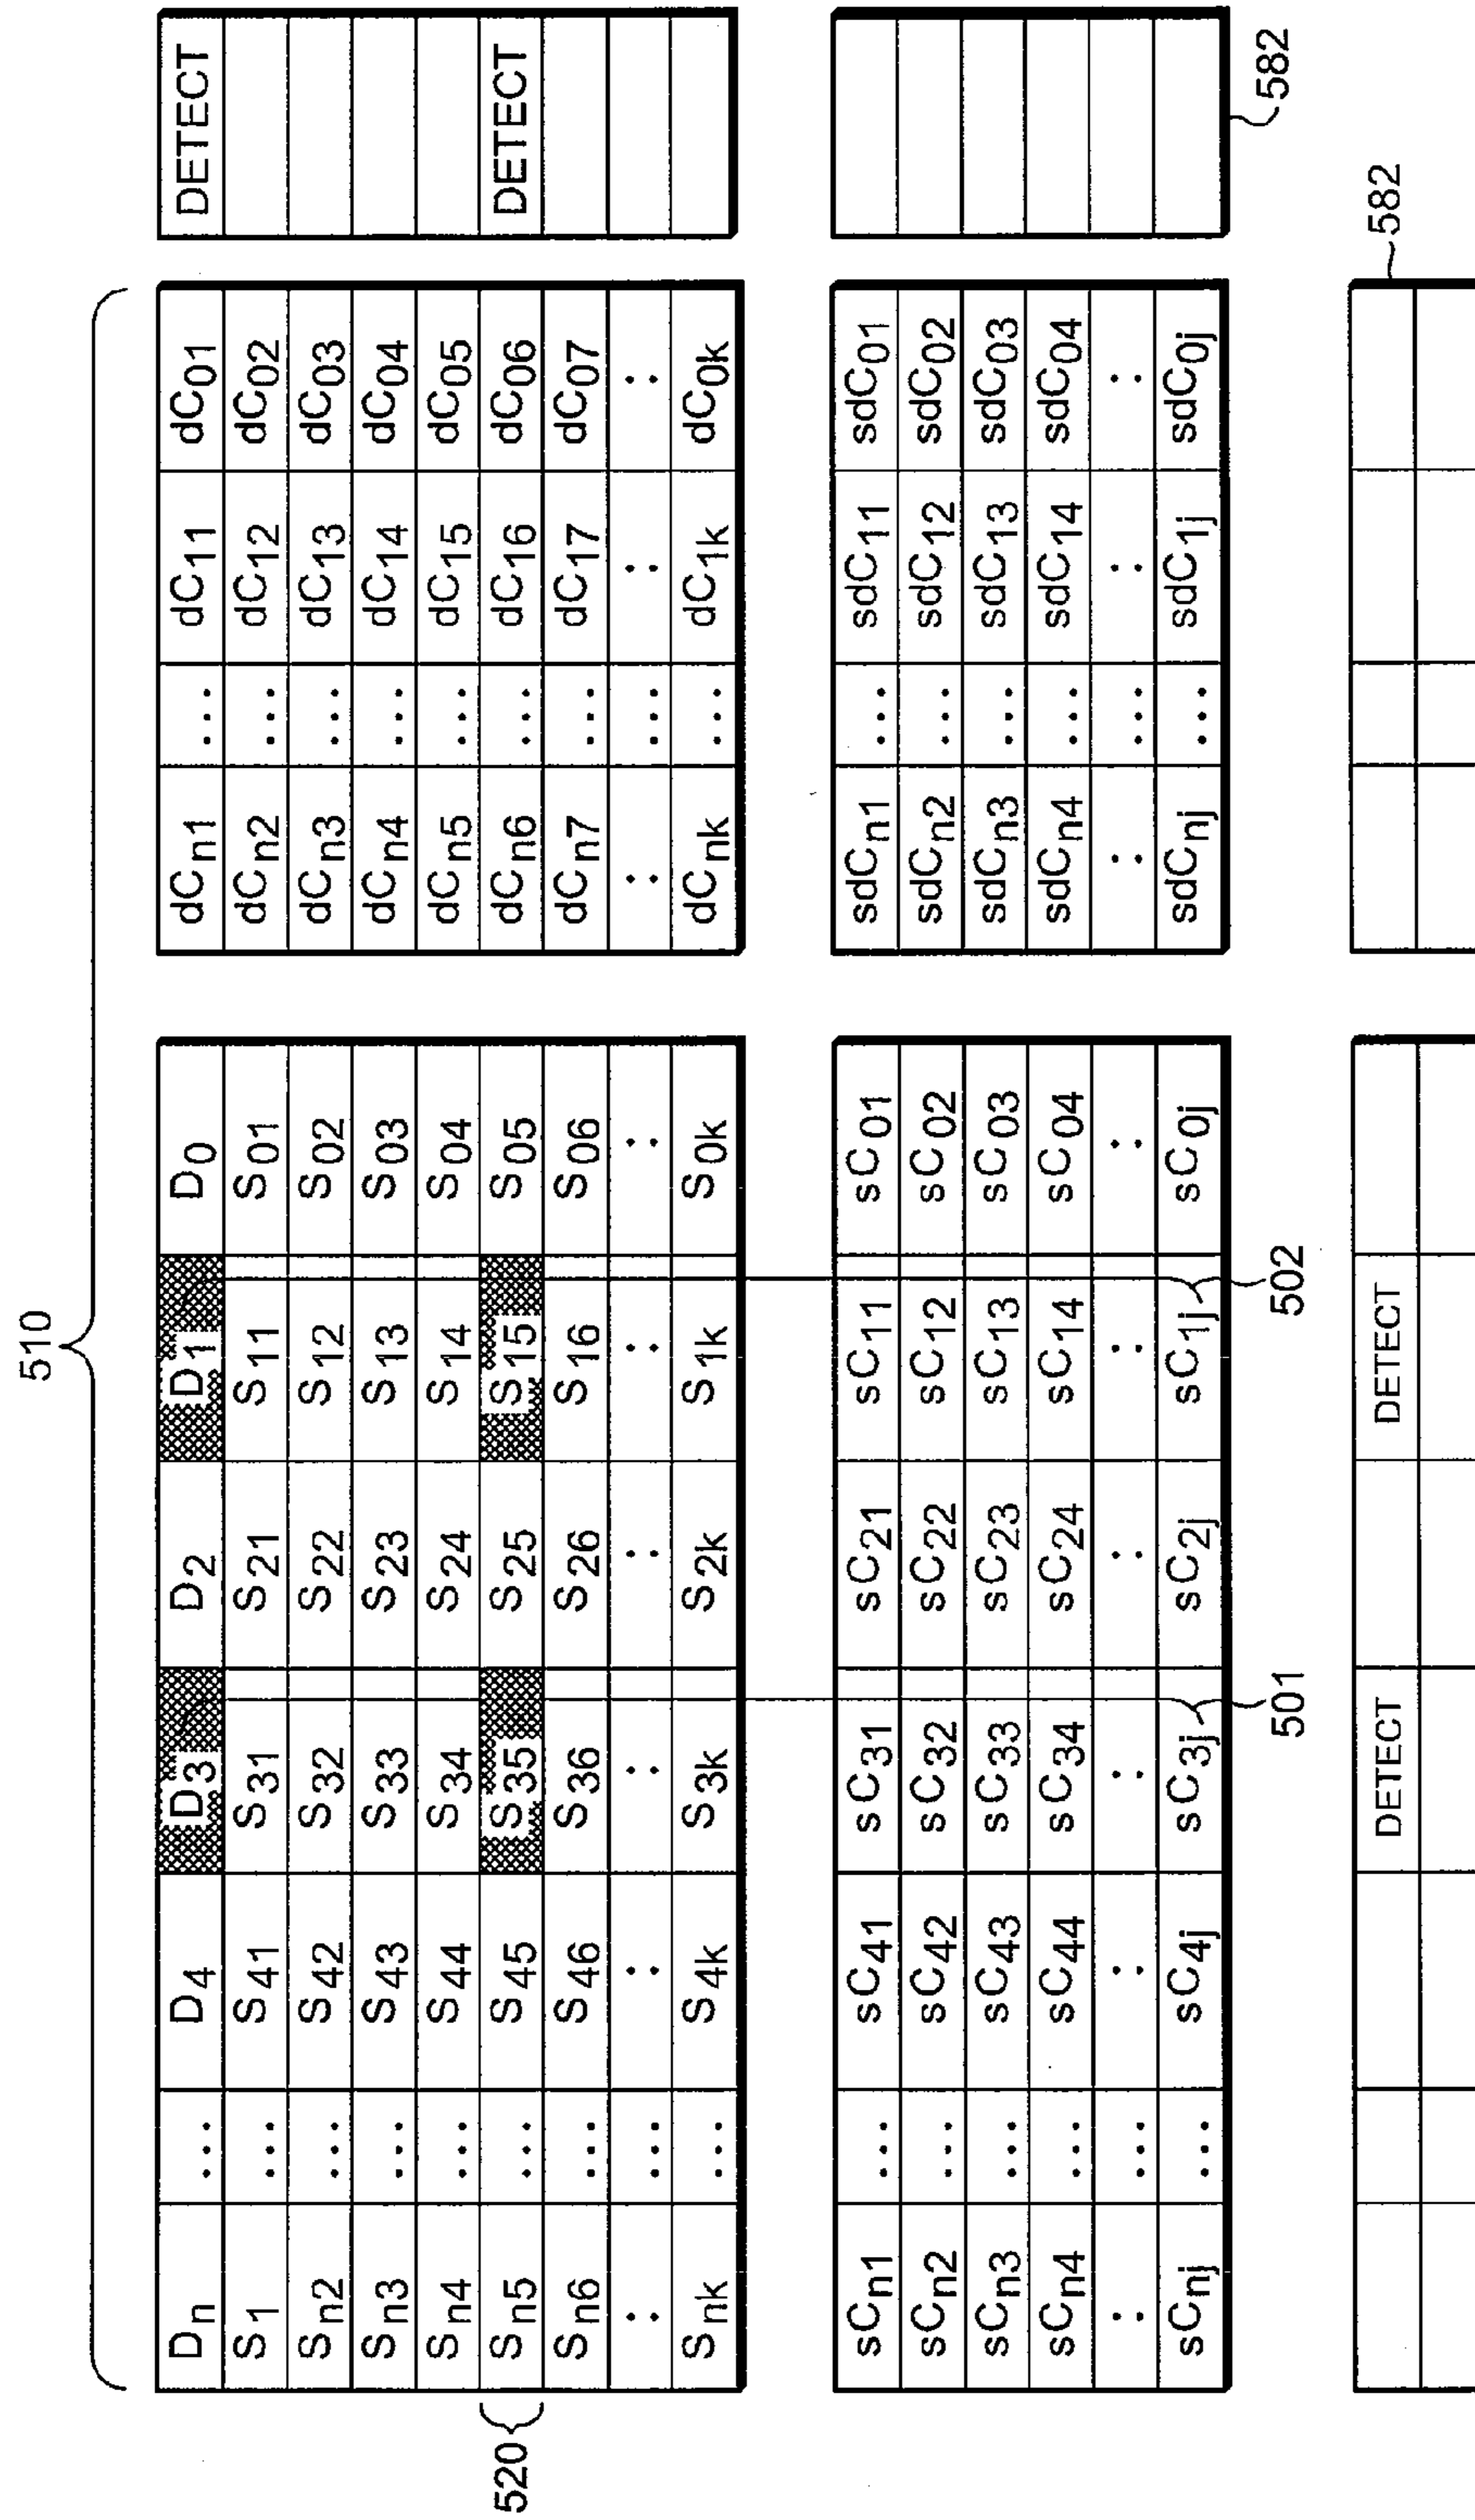 510
Dn ... D4 D3 D2 D1 D0 dCn1 ... dC11 dC01 DETECT
S1 ... S41 S31 S21 S11 S01 dCn2 ... dC12 dC02
Sn2 ... S42 S32 S22 S12 S02 dCn3 ... dC13 dC03
Sn3 ... S43 S33 S23 S13 S03 dCn4 ... dC14 dC04
Sn4 ... S44 S34 S24 S14 S04 dCn5 ... dC15 dC05
520 Sn5 ... S45 S35 S25 S15 S05 dCn6 ... dC16 dC06 DETECT
Sn6 ... S46 S36 S26 S16 S06 dCn7 ... dC17 dC07
: ... : : : : : : ... : :
Snk ... S4k S3k S2k S1k S0k dCnk ... dC1k dC0k
sCn1 ... sC41 sC31 sC21 sC11 sC01 sdCn1 ... sdC11 sdC01
sCn2 ... sC42 sC32 sC22 sC12 sC02 sdCn2 ... sdC12 sdC02
sCn3 ... sC43 sC33 sC23 sC13 sC03 sdCn3 ... sdC13 sdC03
sCn4 ... sC44 sC34 sC24 sC14 sC04 sdCn4 ... sdC14 sdC04
: ... : : : : : : ... : :
sCnj ... sC4j sC3j sC2j sC1j sC0j sdCnj ... sdC1j sdC0j
501 502 582
DETECT DETECT 582